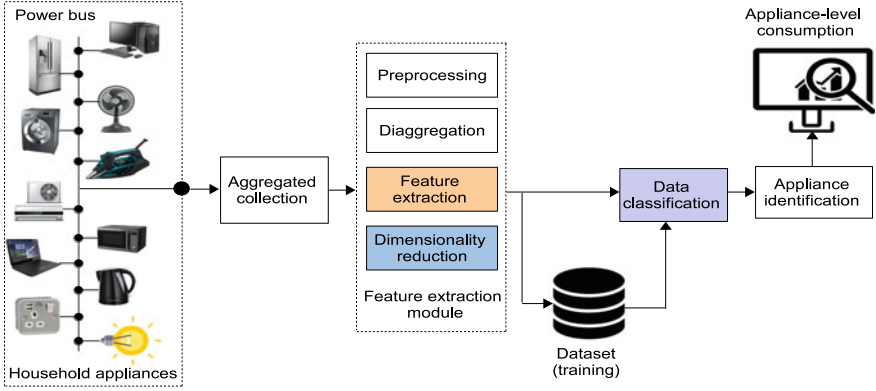 Power bus
Household appliances
Aggregated
collection
Preprocessing
Diaggregation
Feature
extraction
Dimensionality
reduction
Feature extraction
module
Dataset
(training)
Data
classification
Appliance
identification
Appliance-level
consumption